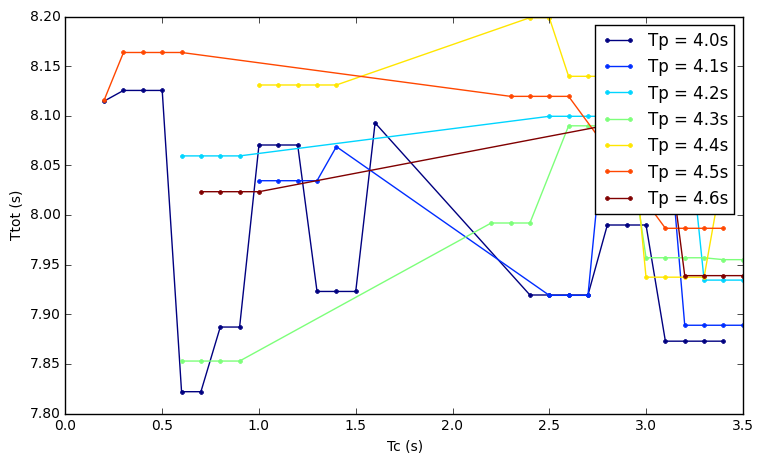 8.20
8.15
8.10
8.05
8.00
7.95
7.90
7.85
7.80
Ttot (s)
0.0 0.5 1.0 1.5 2.0 2.5 3.0 3.5
Tc (s)
Tp = 4.0s
Tp = 4.1s
Tp = 4.2s
Tp = 4.3s
Tp = 4.4s
Tp = 4.5s
Tp = 4.6s